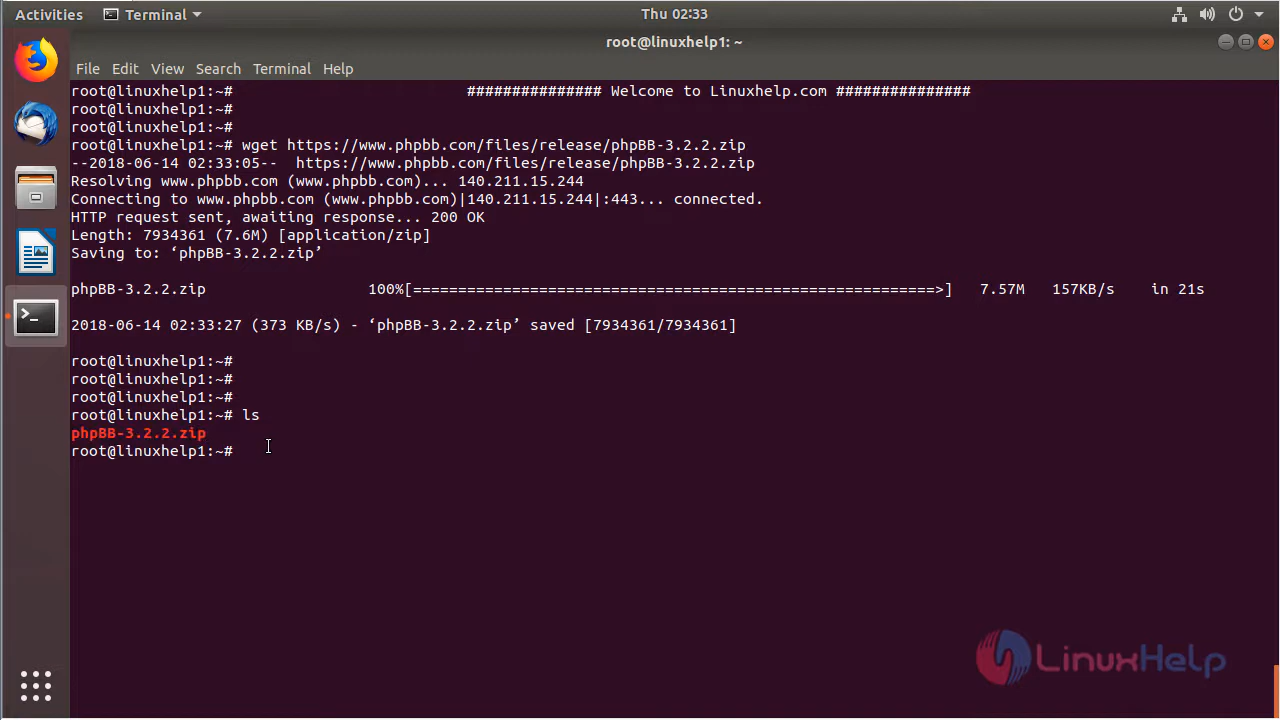 Activities Terminal Thu 02:33
root@linuxhelp1: ~
File Edit View Search Terminal Help
root@linuxhelp1:~# ############### Welcome to Linuxhelp.com ###############
root@linuxhelp1:~#
root@linuxhelp1:~#
root@linuxhelp1:~# wget https://www.phpbb.com/files/release/phpBB-3.2.2.zip
--2018-06-14 02:33:05-- https://www.phpbb.com/files/release/phpBB-3.2.2.zip
Resolving www.phpbb.com (www.phpbb.com)... 140.211.15.244
Connecting to www.phpbb.com (www.phpbb.com)|140.211.15.244|:443... connected.
HTTP request sent, awaiting response... 200 OK
Length: 7934361 (7.6M) [application/zip]
Saving to: ‘phpBB-3.2.2.zip’
phpBB-3.2.2.zip 100%[==========================================================>] 7.57M 157KB/s in 21s
2018-06-14 02:33:27 (373 KB/s) - ‘phpBB-3.2.2.zip’ saved [7934361/7934361]
root@linuxhelp1:~#
root@linuxhelp1:~#
root@linuxhelp1:~#
root@linuxhelp1:~# ls
phpBB-3.2.2.zip
root@linuxhelp1:~#
LinuxHelp